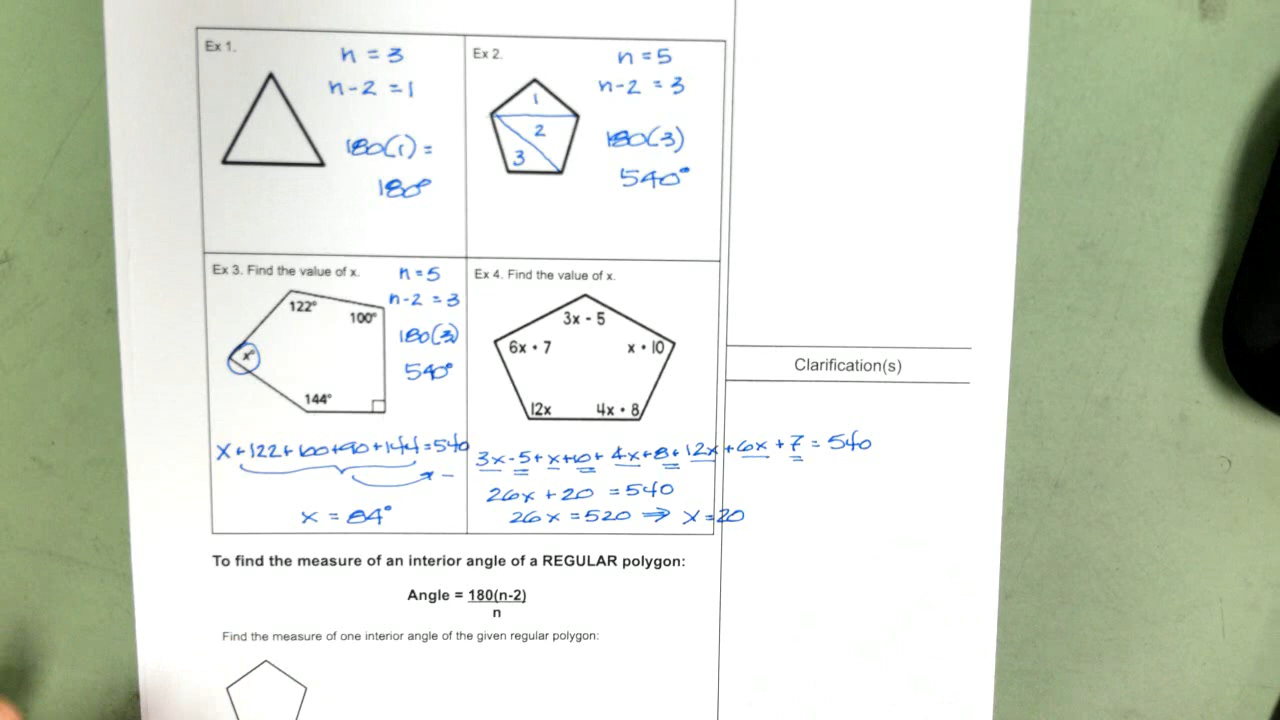 Ex 1.
n = 3
n-2 = 1
180(1) =
180°
Ex 2.
n = 5
n-2 = 3
1
2
3
180(3)
540°
Ex 3. Find the value of x.
n = 5
n-2 = 3
180(3)
540°
122°
100°
x°
144°
x+122+100+90+144=540
-
x = 84°
Ex 4. Find the value of x.
3x - 5
6x • 7
x • 10
12x
4x • 8
3x-5+x+10+4x+8+12x+6x+7=540
26x+20 =540
26x =520 ⇒ x=20
Clarification(s)
To find the measure of an interior angle of a REGULAR polygon:
Angle = 180(n-2)
n
Find the measure of one interior angle of the given regular polygon: